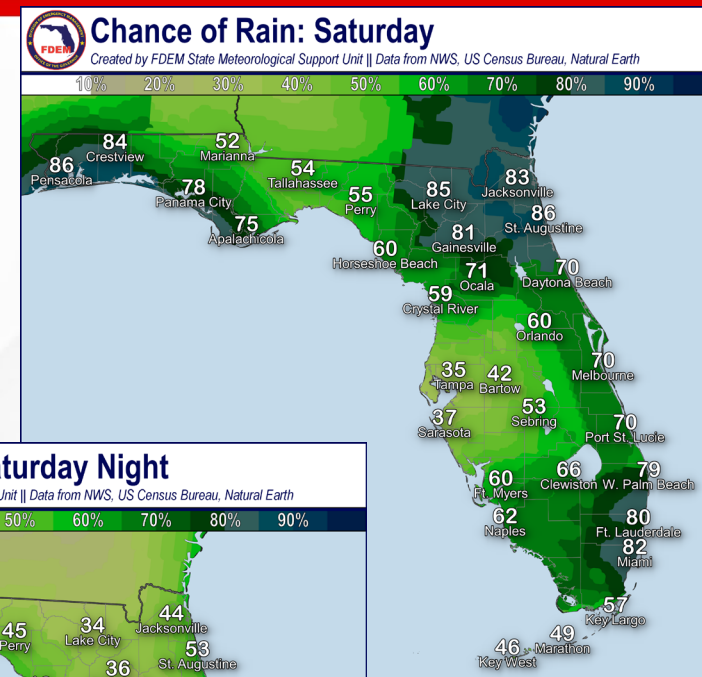 FDEM
Chance of Rain: Saturday
Created by FDEM State Meteorological Support Unit || Data from NWS, US Census Bureau, Natural Earth
10% 20% 30% 40% 50% 60% 70% 80% 90%
84
Crestview
52
Marianna
86
Pensacola
54
Tallahassee
78
Panama City
55
Perry
75
Apalachicola
85
Lake City
83
Jacksonville
86
St. Augustine
81
Gainesville
60
Horseshoe Beach
71
Ocala
70
Daytona Beach
59
Crystal River
60
Orlando
35
Tampa
42
Bartow
70
Melbourne
37
Sarasota
53
Sebring
70
Port St. Lucie
60
Ft. Myers
66
Clewiston
79
W. Palm Beach
62
Naples
80
Ft. Lauderdale
82
Miami
57
Key Largo
49
Marathon
46
Key West
aturday Night
Unit || Data from NWS, US Census Bureau, Natural Earth
50% 60% 70% 80% 90%
45
Perry
34
Lake City
44
Jacksonville
53
St. Augustine
36